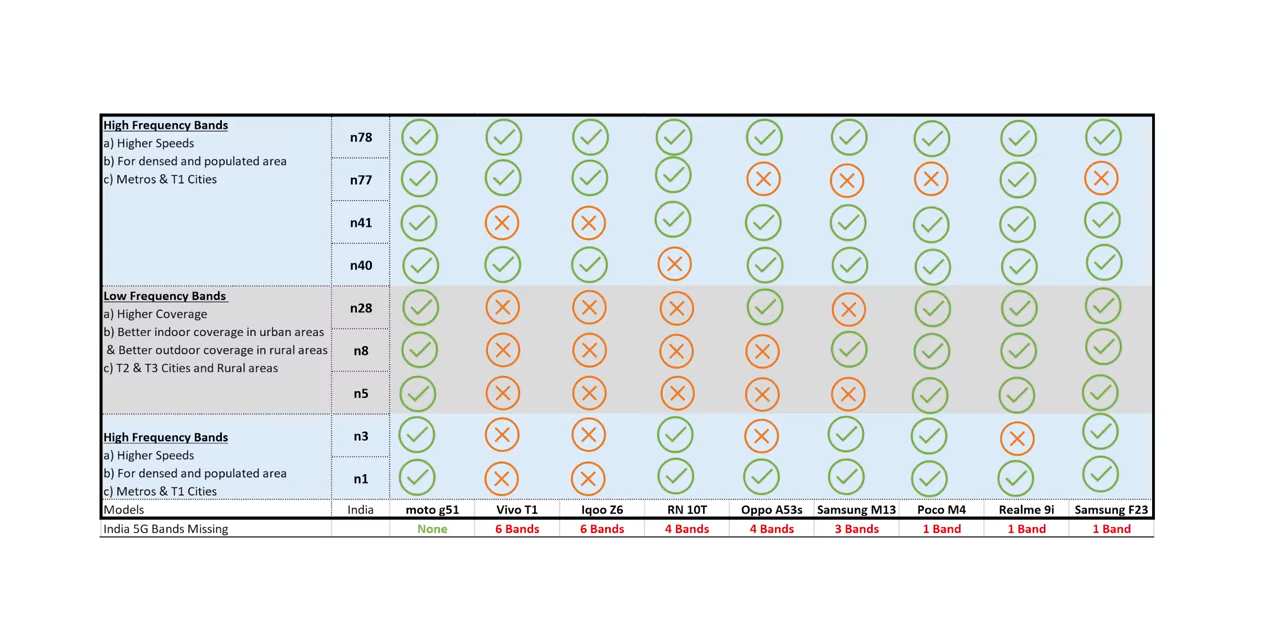 High Frequency Bands
a) Higher Speeds
b) For densed and populated area
c) Metros & T1 Cities
n78
n77
n41
n40
Low Frequency Bands
a) Higher Coverage
b) Better indoor coverage in urban areas
& Better outdoor coverage in rural areas
c) T2 & T3 Cities and Rural areas
n28
n8
n5
High Frequency Bands
a) Higher Speeds
b) For densed and populated area
c) Metros & T1 Cities
n3
n1
Models India moto g51 Vivo T1 Iqoo Z6 RN 10T Oppo A53s Samsung M13 Poco M4 Realme 9i Samsung F23
India 5G Bands Missing None 6 Bands 6 Bands 4 Bands 4 Bands 3 Bands 1 Band 1 Band 1 Band